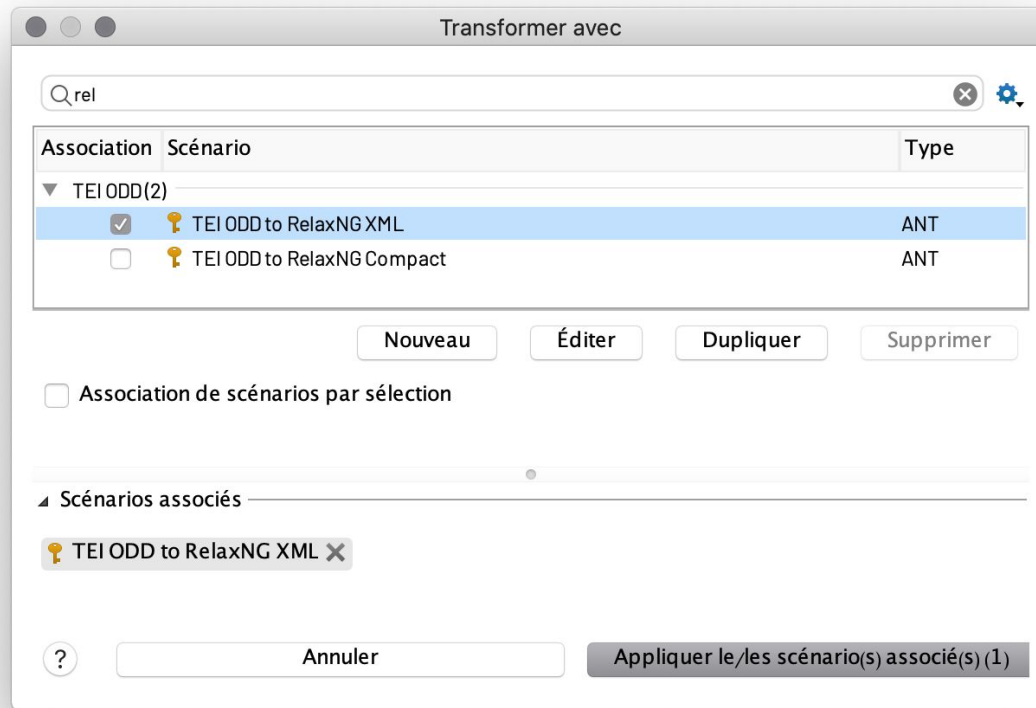 Transformer avec
rel
Association Scénario Type
TEI ODD (2)
TEI ODD to RelaxNG XML ANT
TEI ODD to RelaxNG Compact ANT
Nouveau Éditer Dupliquer Supprimer
Association de scénarios par sélection
Scénarios associés
TEI ODD to RelaxNG XML
? Annuler Appliquer le/les scénario(s) associé(s) (1)